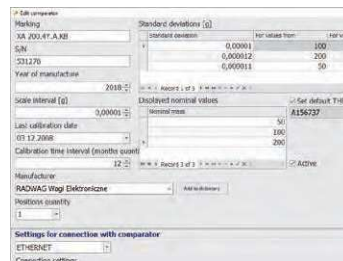 Edit comparator
Marking
XA 200.4Y.A.KB
S/N
531270
Year of manufacture
2018
Scale interval [g]
0,00001
Last calibration date
03.12.2008
Calibration time interval (months quanti
12
Manufacturer
RADWAG Wagi Elektroniczne
Add to dictionary
Positions quantity
1
Standard deviations [g]
Standard deviation
For values from
For v
0,00001 100
0,000012 200
0,000011 50
Record 1 of 3
Displayed nominal values
Nominal mass
50
100
200
Record 3 of 3
Set default THB
A156737
Active
Settings for connection with comparator
ETHERNET
Connection settings